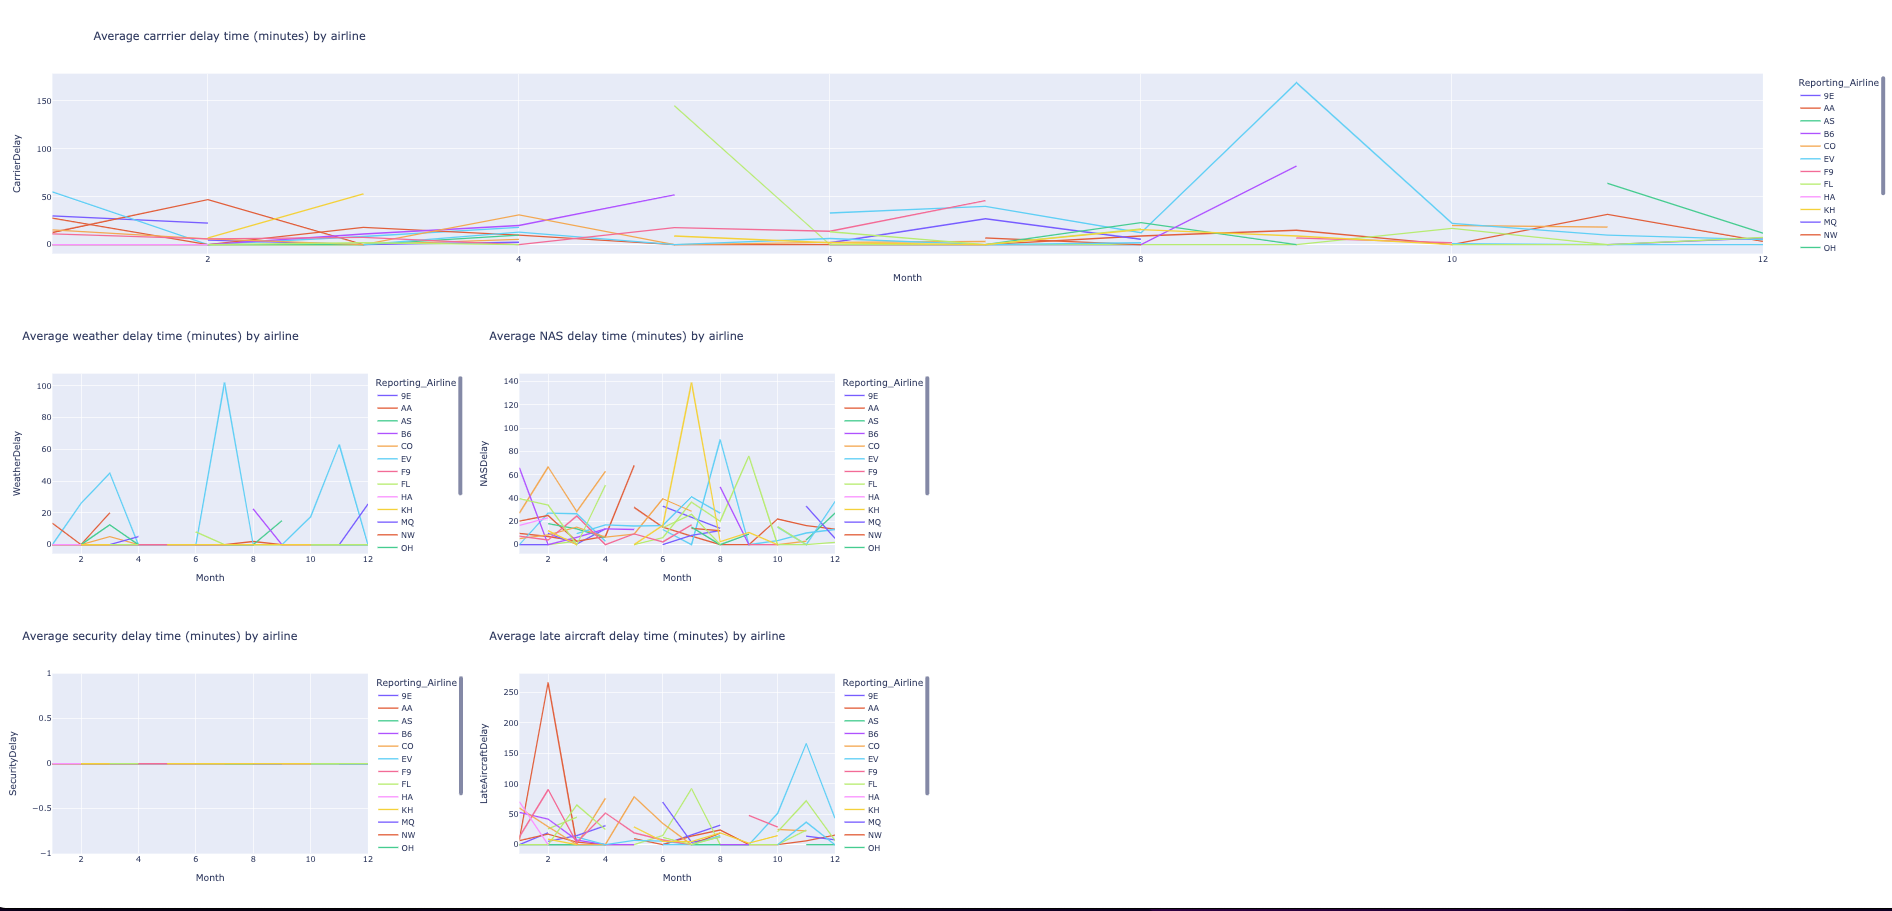 Average carrrier delay time (minutes) by airline
CarrierDelay
150
100
50
0
2
4
6
8
10
12
Month
Reporting_Airline
9E
AA
AS
B6
CO
EV
F9
FL
HA
KH
MQ
NW
OH
Average weather delay time (minutes) by airline
WeatherDelay
100
80
60
40
20
0
2
4
6
8
10
12
Month
Reporting_Airline
9E
AA
AS
B6
CO
EV
F9
FL
HA
KH
MQ
NW
OH
Average NAS delay time (minutes) by airline
NASDelay
140
120
100
80
60
40
20
0
2
4
6
8
10
12
Month
Reporting_Airline
9E
AA
AS
B6
CO
EV
F9
FL
HA
KH
MQ
NW
OH
Average security delay time (minutes) by airline
SecurityDelay
1
0.5
0
−0.5
−1
2
4
6
8
10
12
Month
Reporting_Airline
9E
AA
AS
B6
CO
EV
F9
FL
HA
KH
MQ
NW
OH
Average late aircraft delay time (minutes) by airline
LateAircraftDelay
250
200
150
100
50
0
2
4
6
8
10
12
Month
Reporting_Airline
9E
AA
AS
B6
CO
EV
F9
FL
HA
KH
MQ
NW
OH